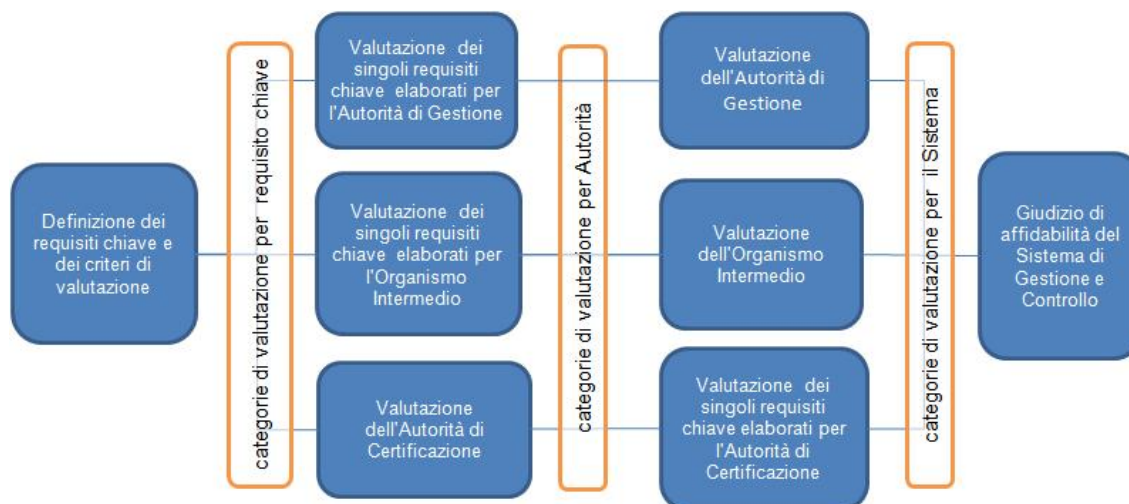 Definizione dei
requisiti chiave e
dei criteri di
valutazione
categorie di valutazione per requisito chiave
Valutazione dei
singoli requisiti
chiave elaborati per
l'Autorità di Gestione
Valutazione dei
singoli requisiti
chiave elaborati per
l'Organismo
Intermedio
Valutazione
dell'Autorità di
Certificazione
categorie di valutazione per Autorità
Valutazione
dell'Autorità di
Gestione
Valutazione
dell'Organismo
Intermedio
Valutazione dei
singoli requisiti
chiave elaborati per
l'Autorità di
Certificazione
categorie di valutazione per il Sistema
Giudizio di
affidabilità del
Sistema di
Gestione e
Controllo